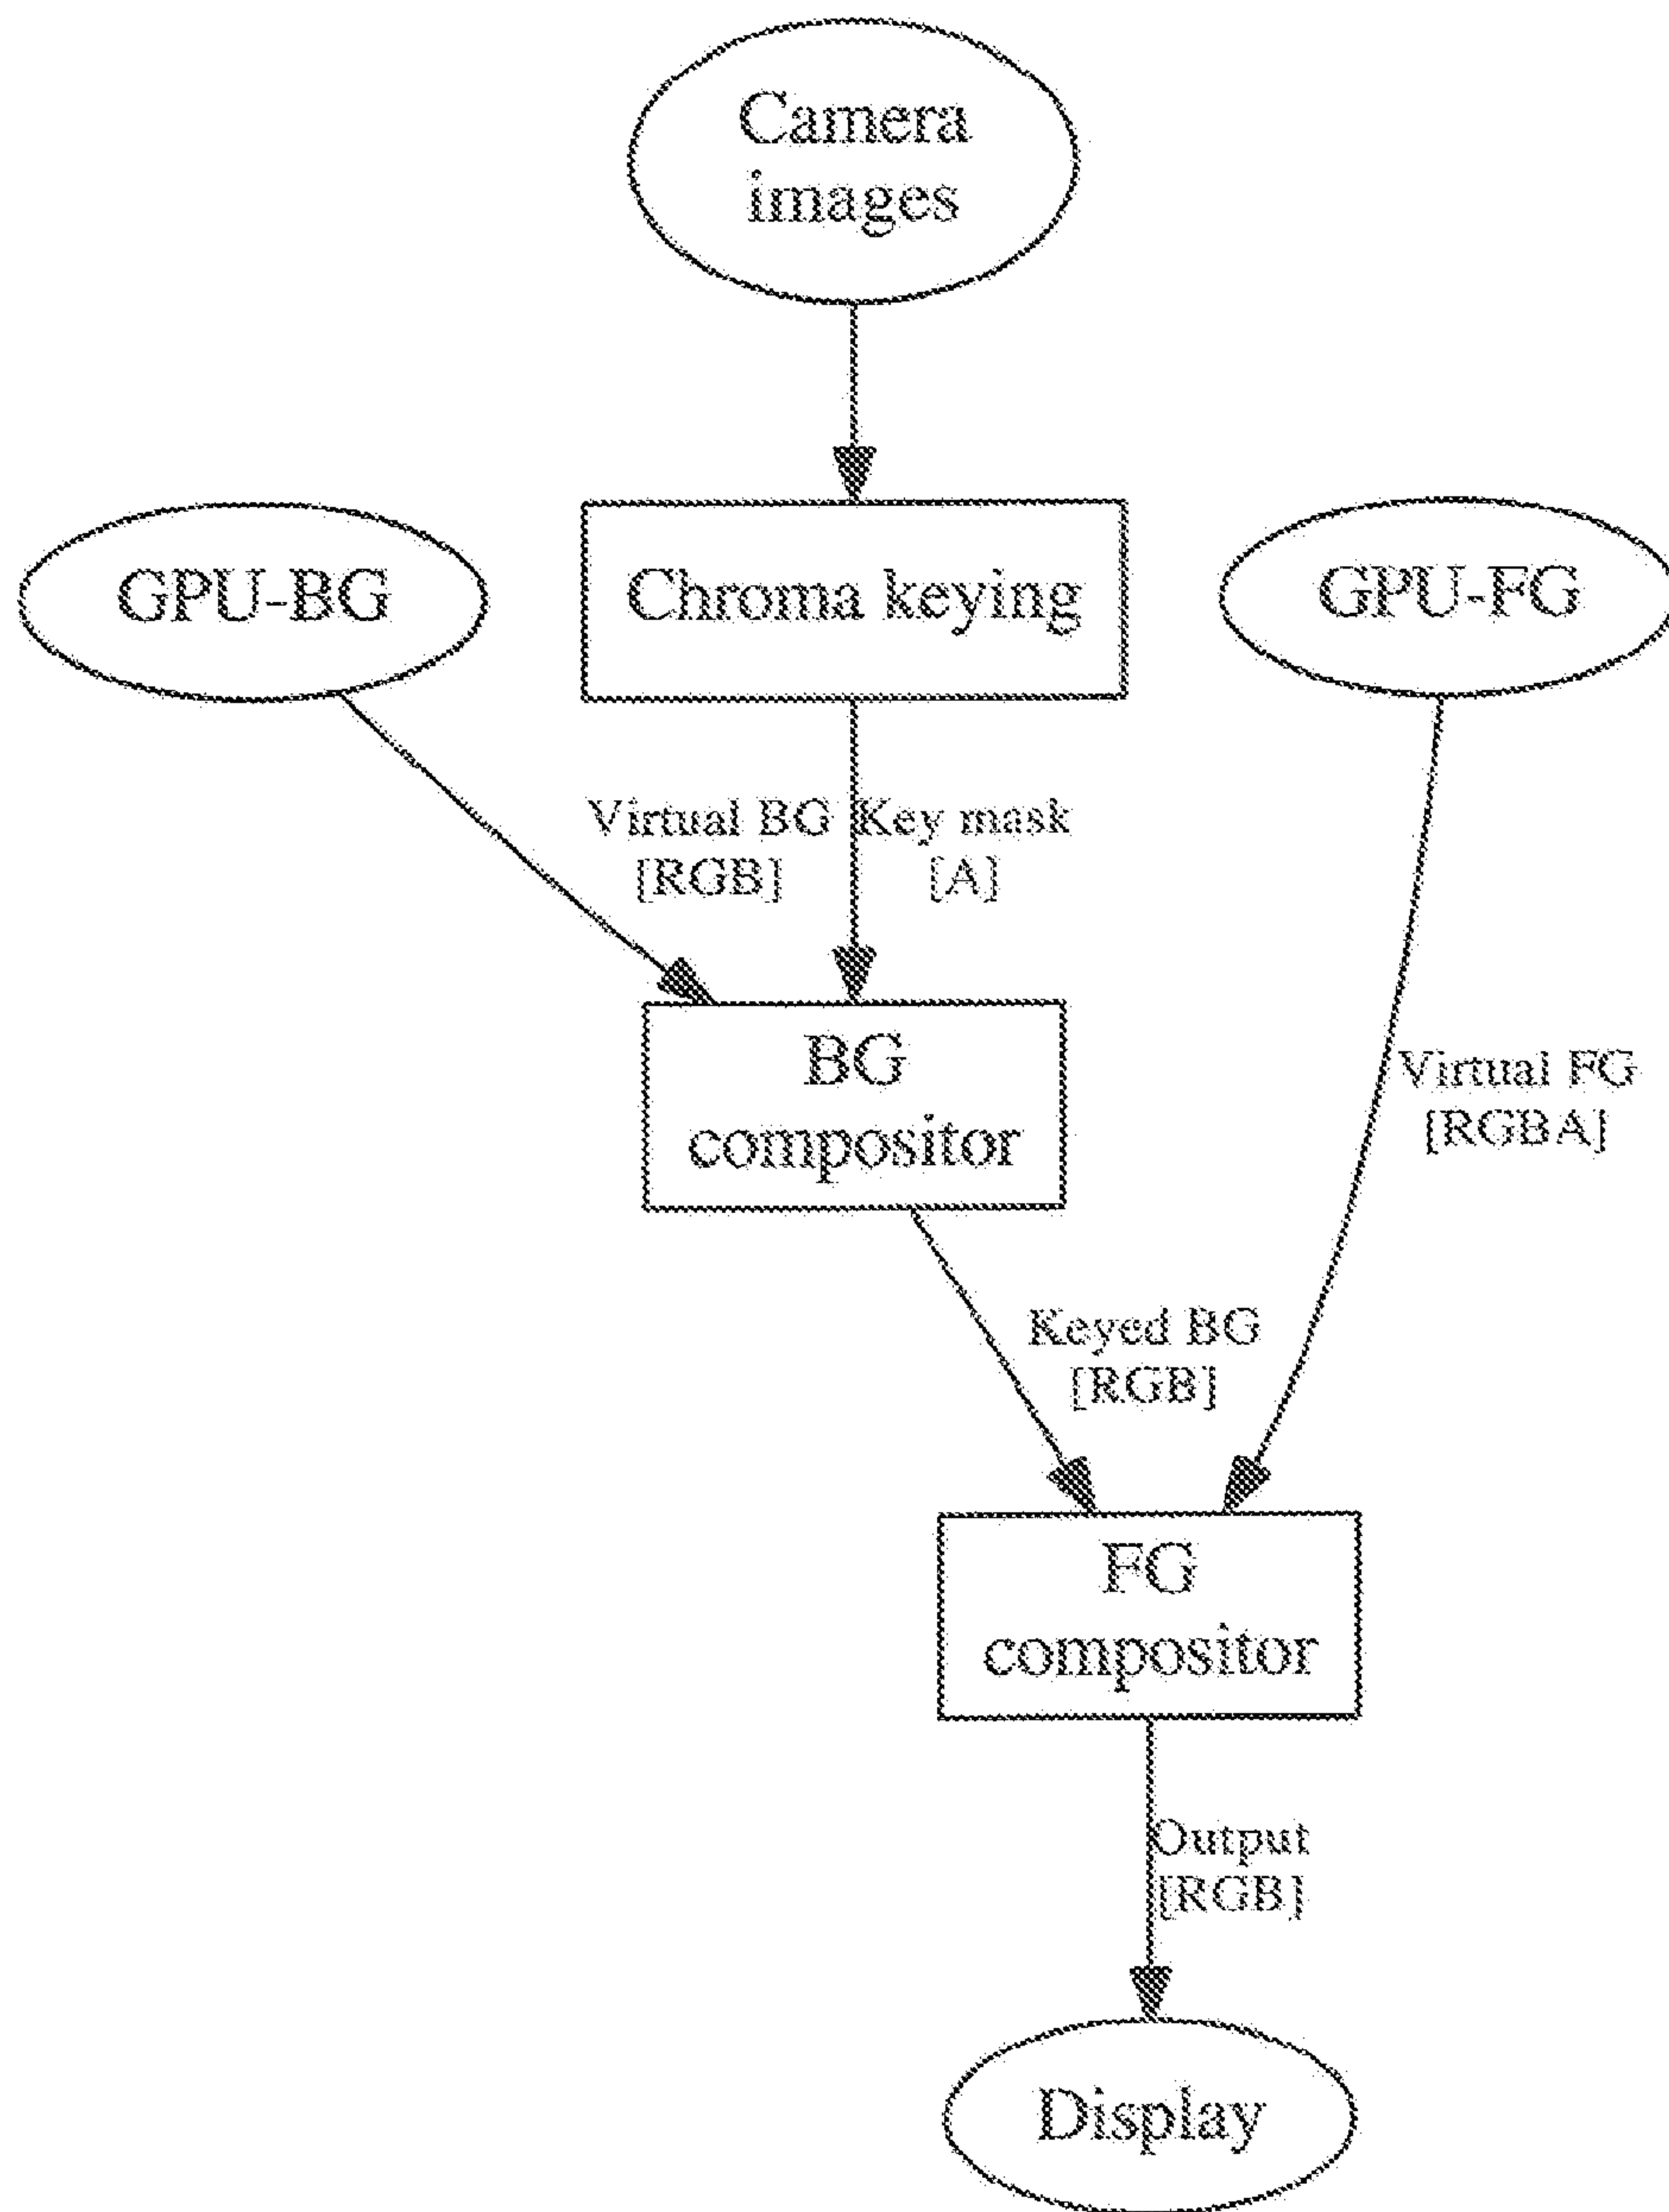 Camera
images
GPU-BG
Chroma keying
GPU-FG
Virtual BG
[RGB]
Key mask
[A]
BG
compositor
Virtual FG
[RGBA]
Keyed BG
[RGB]
FG
compositor
Output
[RGB]
Display